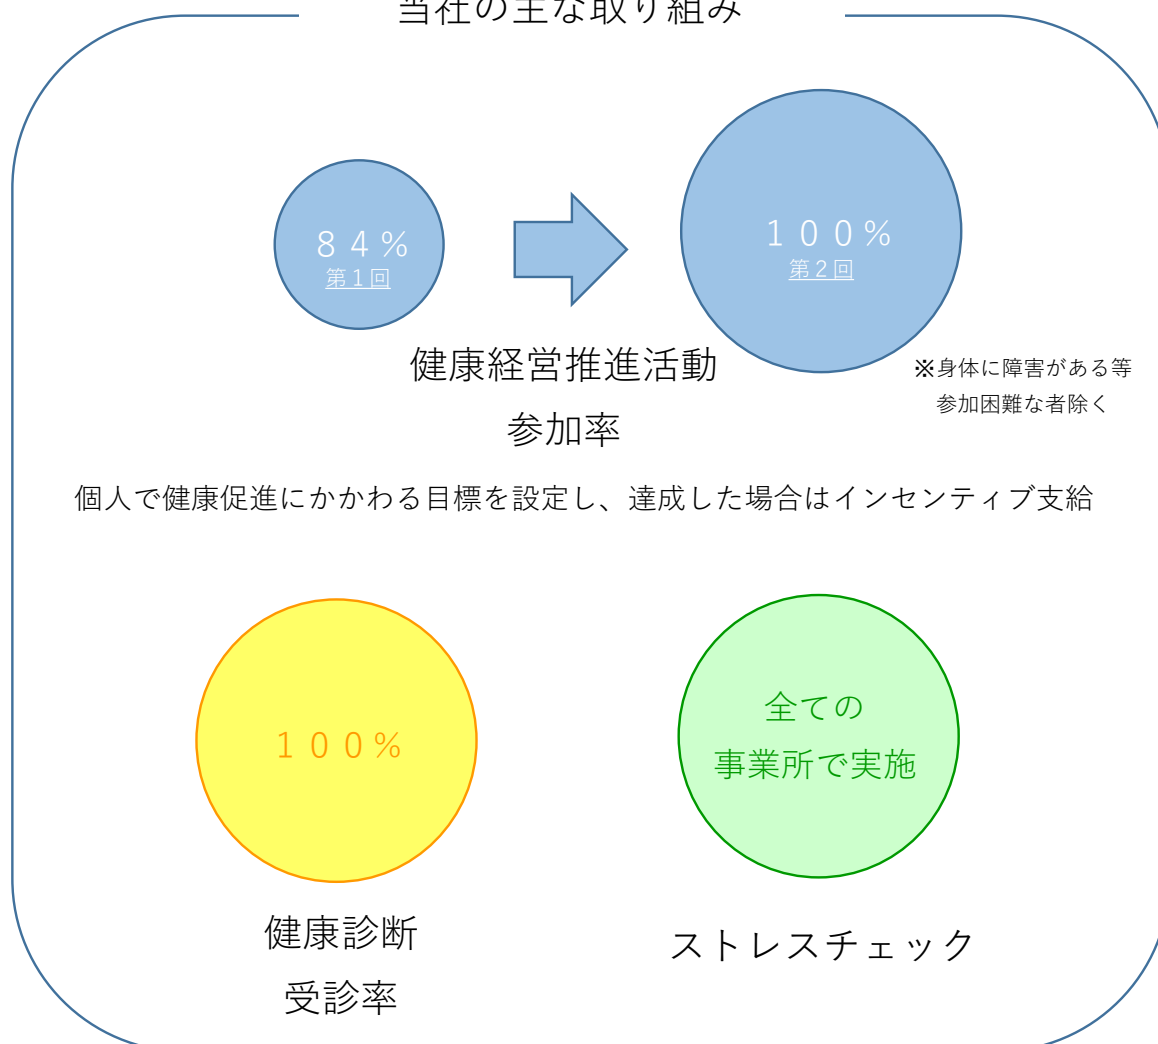 当社の主な取り組み
８４％
第１回
１００％
第２回
健康経営推進活動
参加率
※身体に障害がある等
参加困難な者除く
個人で健康促進にかかわる目標を設定し、達成した場合はインセンティブ支給
１００％
全ての
事業所で実施
健康診断
受診率
ストレスチェック